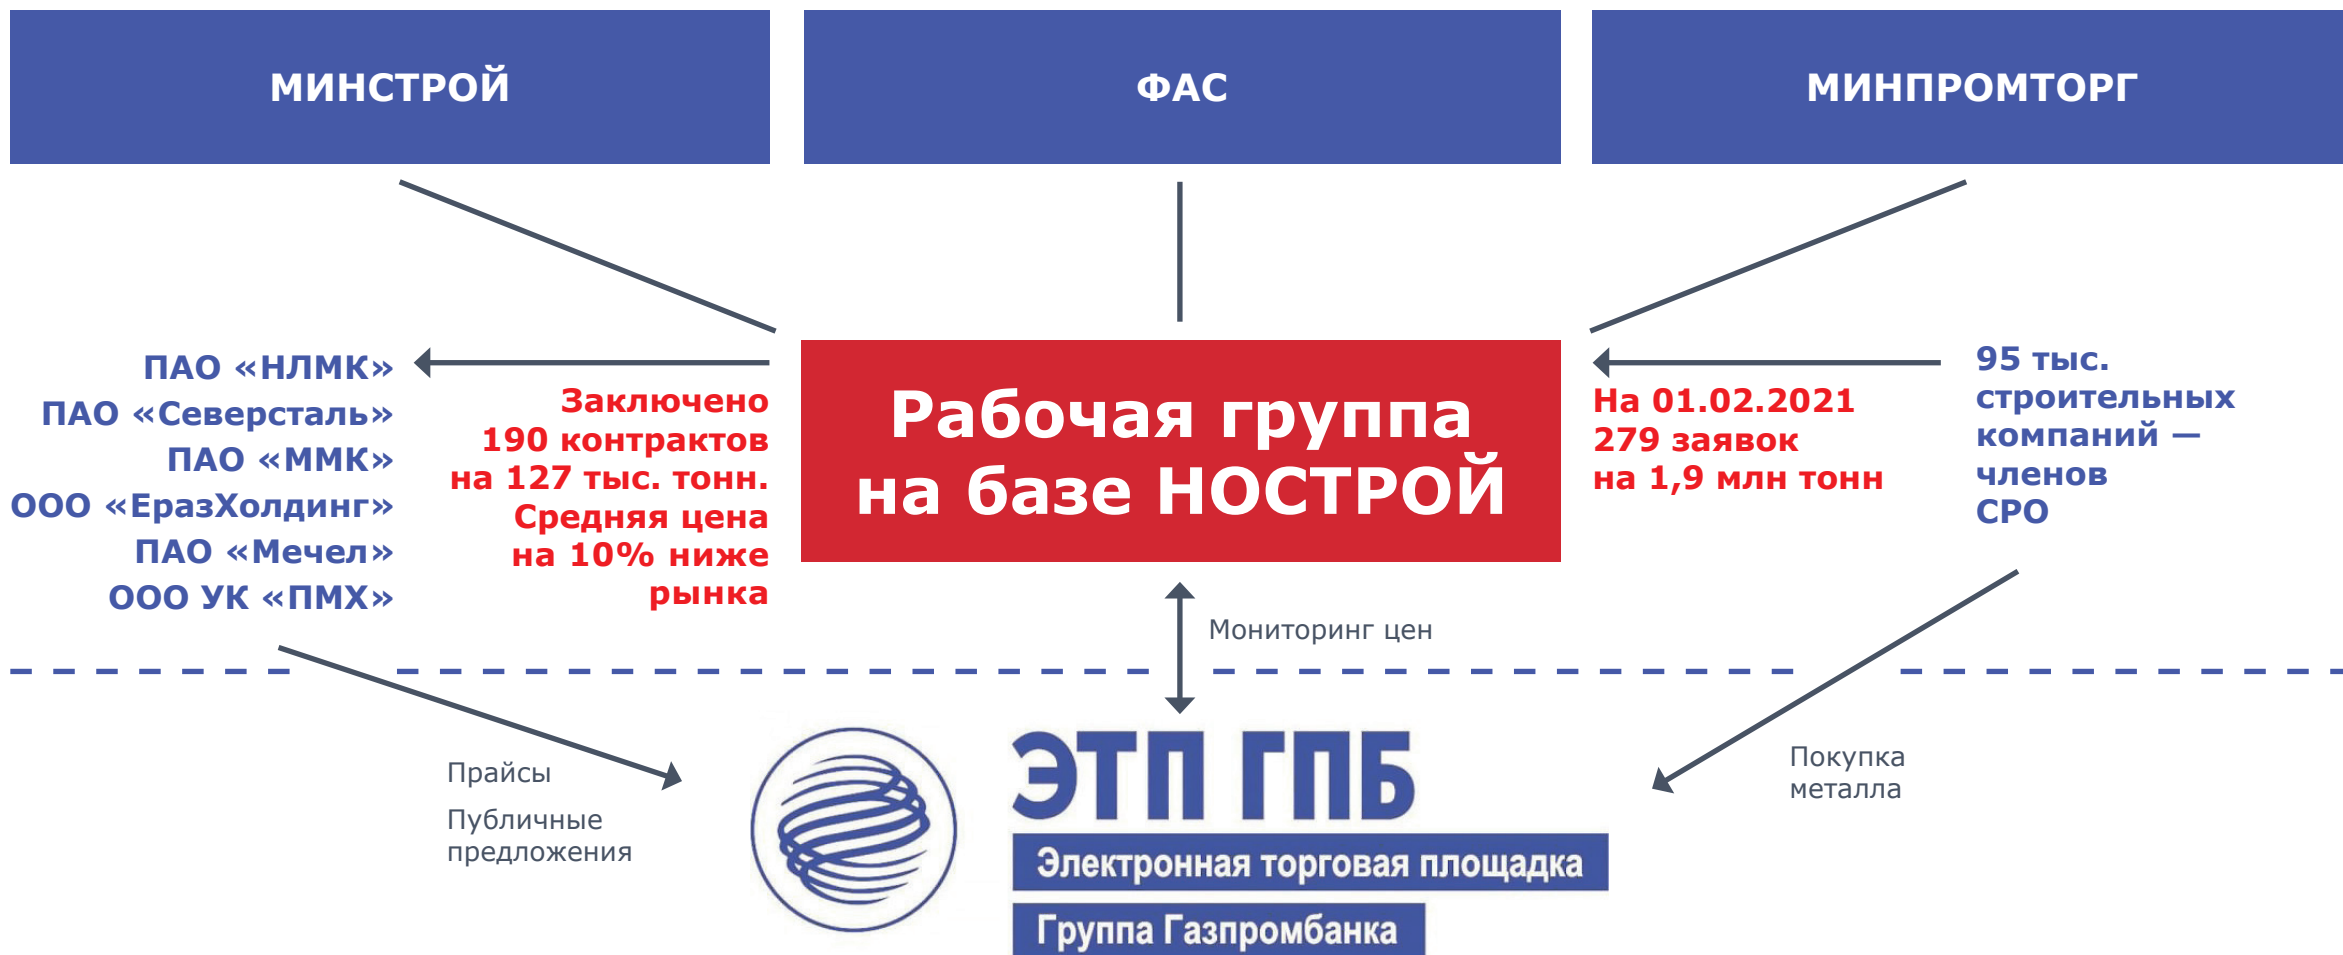 МИНСТРОЙ
ФАС
МИНПРОМТОРГ
ПАО «НЛМК»
ПАО «Северсталь»
ПАО «ММК»
ООО «ЕразХолдинг»
ПАО «Мечел»
ООО УК «ПМХ»
Заключено
190 контрактов
на 127 тыс. тонн.
Средняя цена
на 10% ниже
рынка
Рабочая группа
на базе НОСТРОЙ
На 01.02.2021
279 заявок
на 1,9 млн тонн
95 тыс.
строительных
компаний —
членов
СРО
Мониторинг цен
Прайсы
Публичные
предложения
ЭТП ГПБ
Электронная торговая площадка
Группа Газпромбанка
Покупка
металла